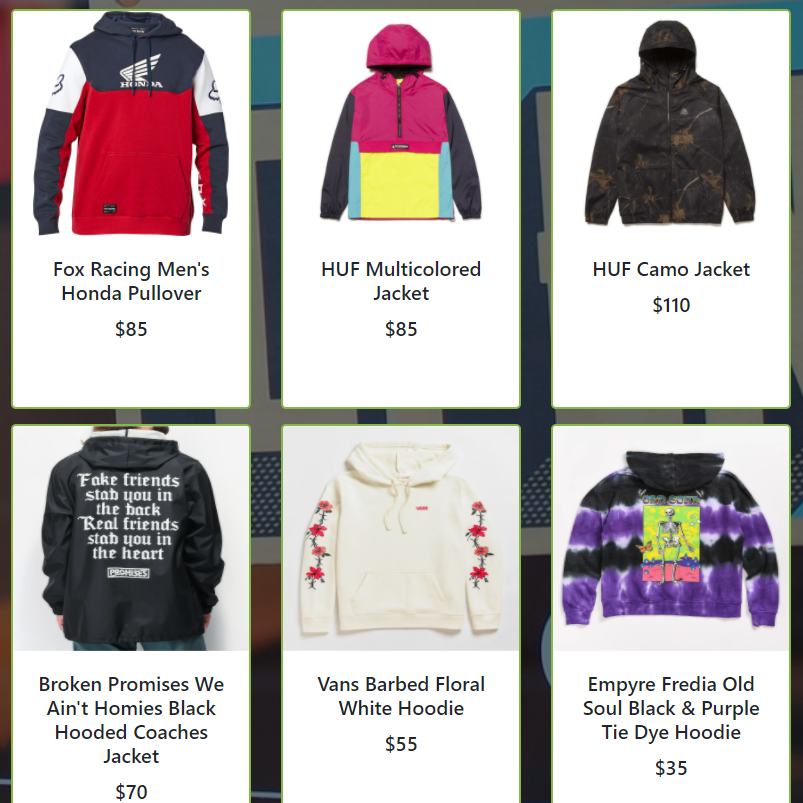 HONDA
Fox Racing Men's
Honda Pullover
$85
HUF Multicolored
Jacket
$85
HUF Camo Jacket
$110
Fake friends
stab you in
the back
Real friends
stab you in
the heart
PROMISES
Broken Promises We
Ain't Homies Black
Hooded Coaches
Jacket
$70
VANS
Vans Barbed Floral
White Hoodie
$55
OLD SOUL
Empyre Fredia Old
Soul Black & Purple
Tie Dye Hoodie
$35